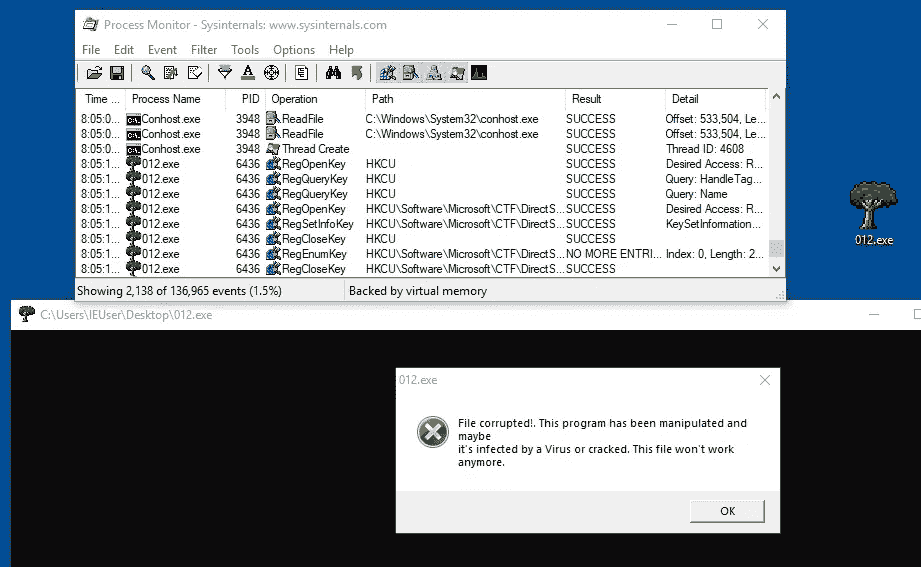 Process Monitor - Sysinternals: www.sysinternals.com
File Edit Event Filter Tools Options Help
Time ... Process Name PID Operation Path Result Detail
8:05:0... Conhost.exe 3948 ReadFile C:\Windows\System32\conhost.exe SUCCESS Offset: 533,504, Le...
8:05:0... Conhost.exe 3948 ReadFile C:\Windows\System32\conhost.exe SUCCESS Offset: 533,504, Le...
8:05:0... Conhost.exe 3948 Thread Create SUCCESS Thread ID: 4608
8:05:1... 012.exe 6436 RegOpenKey HKCU SUCCESS Desired Access: R...
8:05:1... 012.exe 6436 RegQueryKey HKCU SUCCESS Query: HandleTag...
8:05:1... 012.exe 6436 RegQueryKey HKCU SUCCESS Query: Name
8:05:1... 012.exe 6436 RegOpenKey HKCU\Software\Microsoft\CTF\DirectS... SUCCESS Desired Access: R...
8:05:1... 012.exe 6436 RegSetInfoKey HKCU\Software\Microsoft\CTF\DirectS... SUCCESS KeySetInformation...
8:05:1... 012.exe 6436 RegCloseKey HKCU SUCCESS
8:05:1... 012.exe 6436 RegEnumKey HKCU\Software\Microsoft\CTF\DirectS... NO MORE ENTRI... Index: 0, Length: 2...
8:05:1... 012.exe 6436 RegCloseKey HKCU\Software\Microsoft\CTF\DirectS... SUCCESS
Showing 2,138 of 136,965 events (1.5%) Backed by virtual memory
012.exe
C:\Users\IEUser\Desktop\012.exe
012.exe
File corrupted!. This program has been manipulated and
maybe
it's infected by a Virus or cracked. This file won't work
anymore.
OK